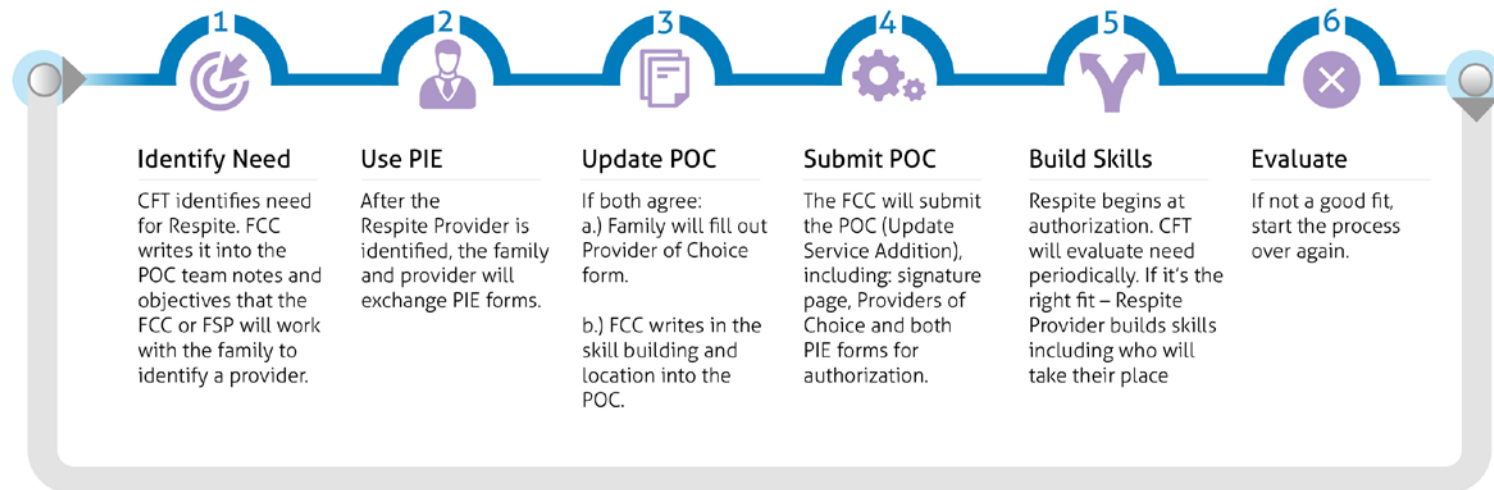 1
Identify Need
CFT identifies need
for Respite. FCC
writes it into the
POC team notes and
objectives that the
FCC or FSP will work
with the family to
identify a provider.
2
Use PIE
After the
Respite Provider is
identified, the family
and provider will
exchange PIE forms.
3
Update POC
If both agree:
a.) Family will fill out
Provider of Choice
form.
b.) FCC writes in the
skill building and
location into the
POC.
4
Submit POC
The FCC will submit
the POC (Update
Service Addition),
including: signature
page, Providers of
Choice and both
PIE forms for
authorization.
5
Build Skills
Respite begins at
authorization. CFT
will evaluate need
periodically. If it’s the
right fit – Respite
Provider builds skills
including who will
take their place
6
Evaluate
If not a good fit,
start the process
over again.